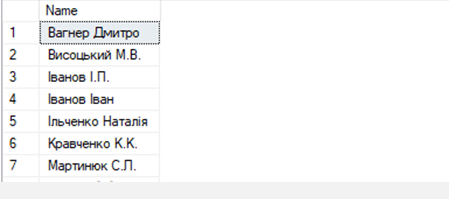 Name
1 Вагнер Дмитро
2 Висоцький М.В.
3 Іванов І.П.
4 Іванов Іван
5 Ільченко Наталія
6 Кравченко К.К.
7 Мартинюк С.Л.